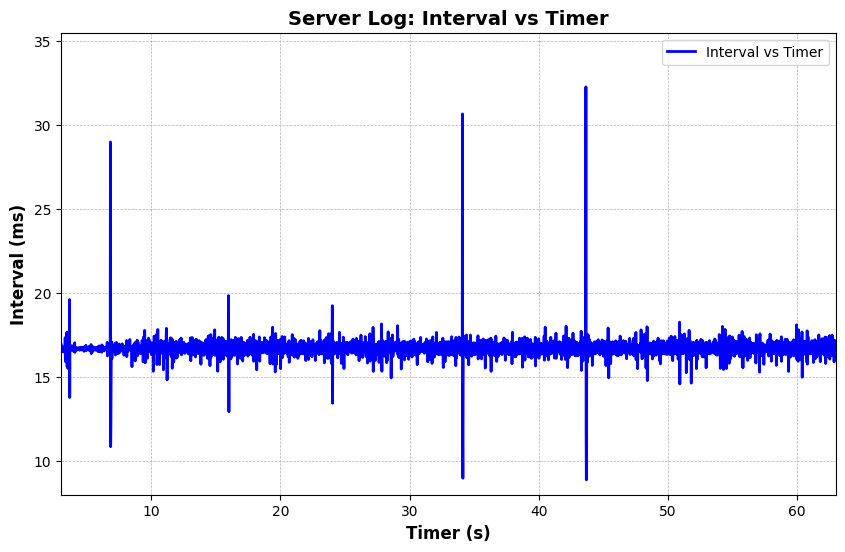 Server Log: Interval vs Timer
Interval vs Timer
35
30
25
20
15
10
Interval (ms)
10 20 30 40 50 60
Timer (s)